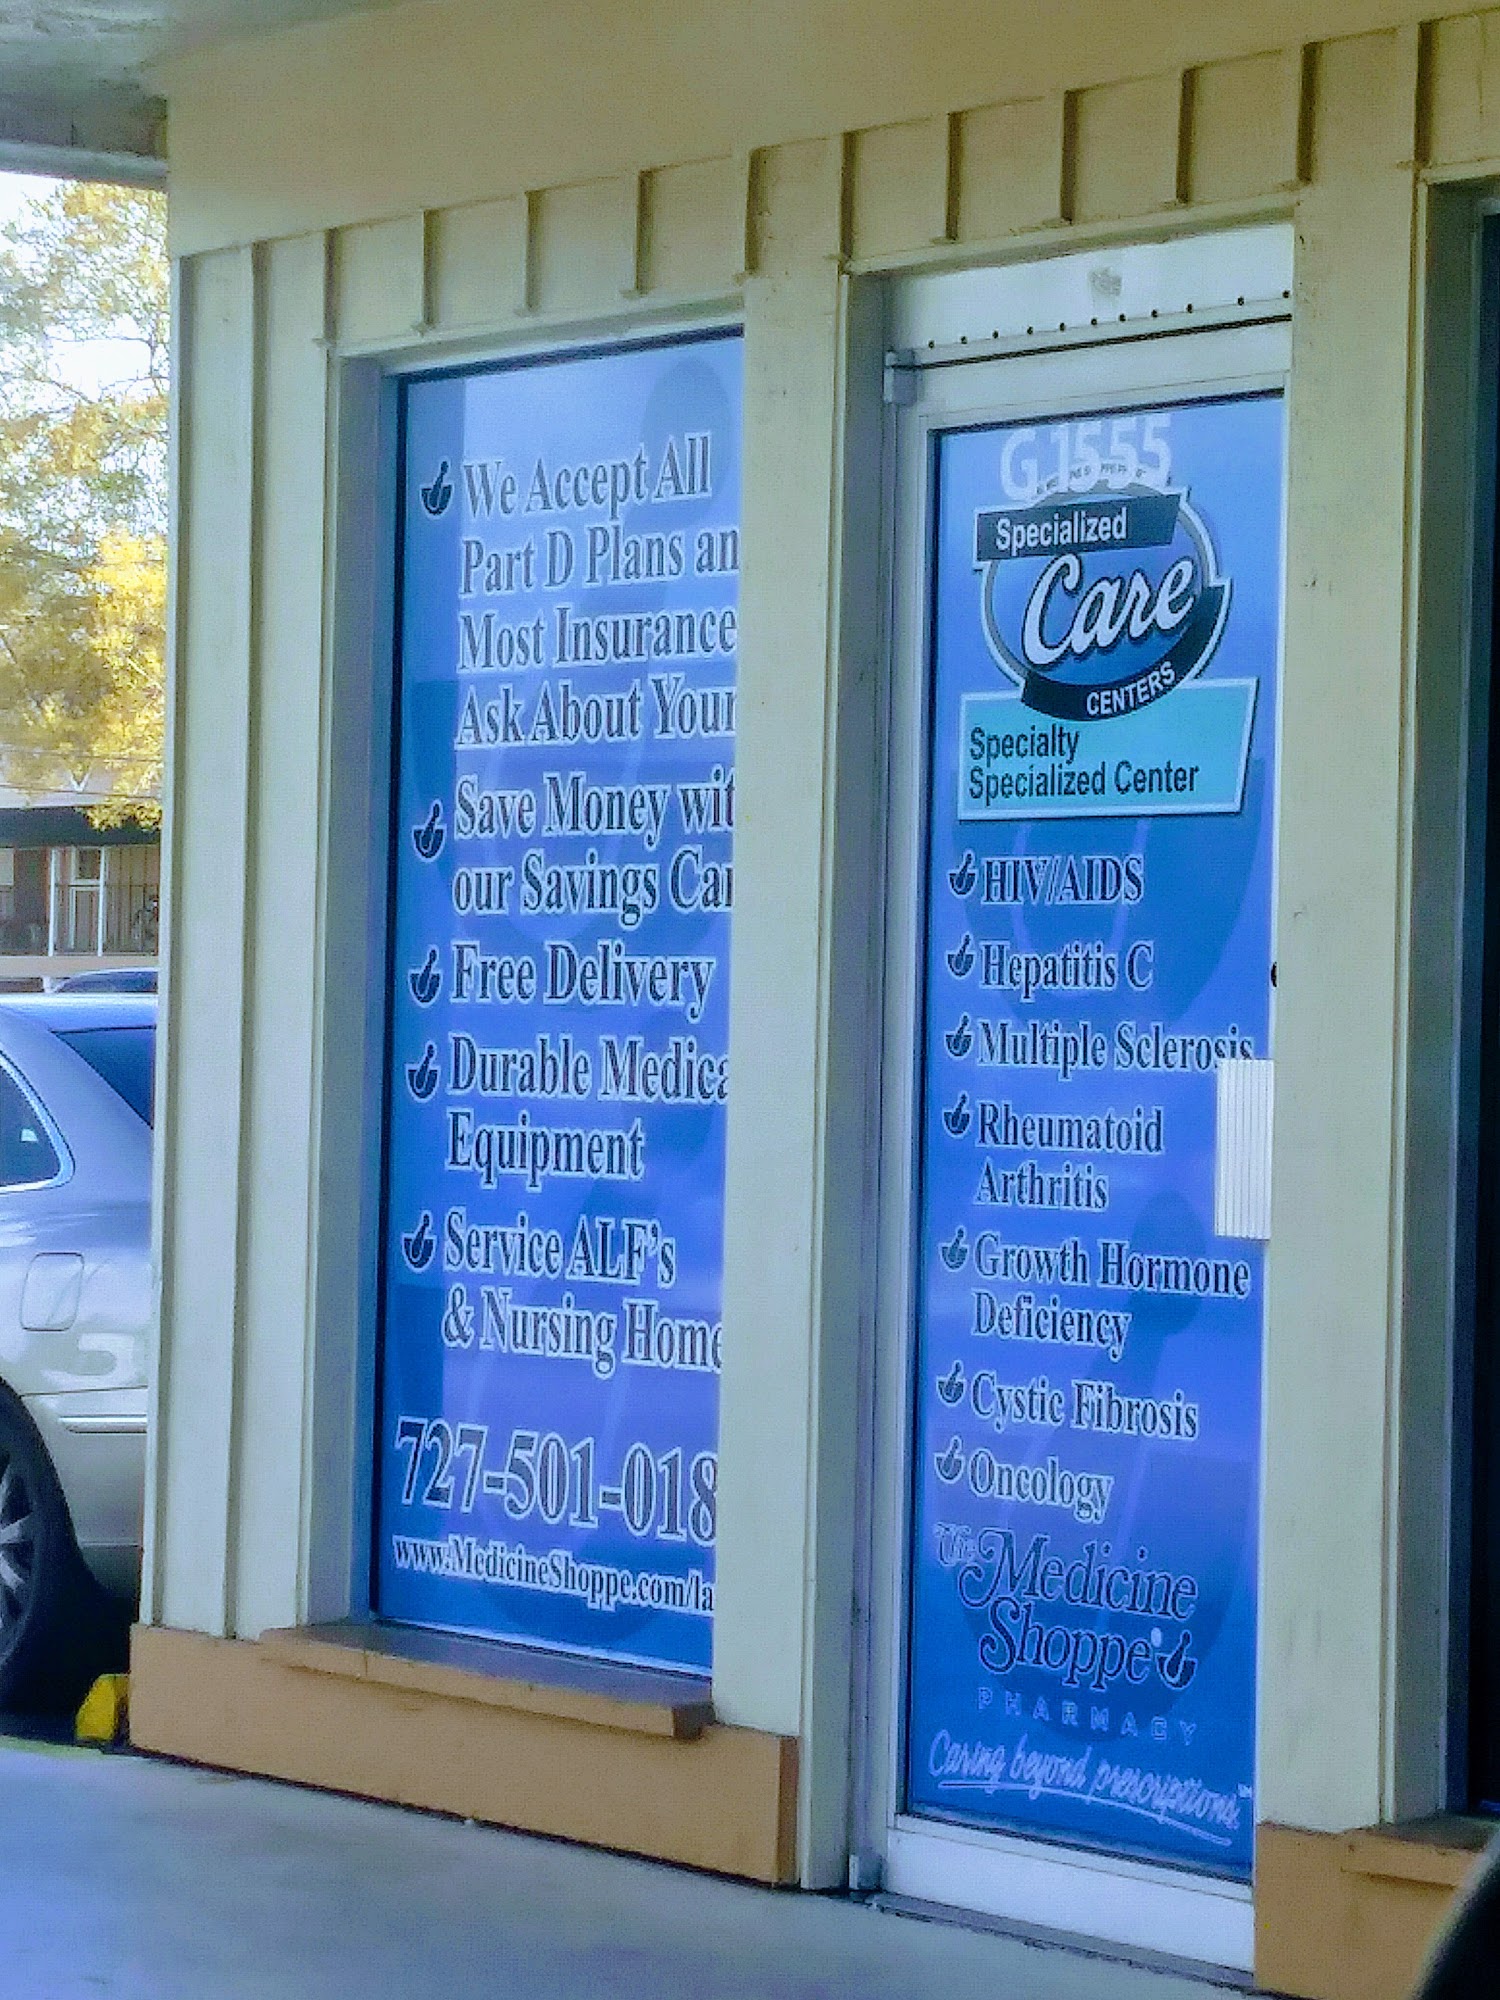 We Accept All
Part D Plans an
Most Insurance
Ask About Your
Save Money wit
our Savings Car
Free Delivery
Durable Medica
Equipment
Service ALF's
& Nursing Home
727-501-018
www.MedicineShoppe.com/la
G.1555
Specialized
Care
CENTERS
Specialty
Specialized Center
HIV/AIDS
Hepatitis C
Multiple Sclerosis
Rheumatoid
Arthritis
Growth Hormone
Deficiency
Cystic Fibrosis
Oncology
The Medicine
Shoppe
PHARMACY
Caring beyond prescriptions.